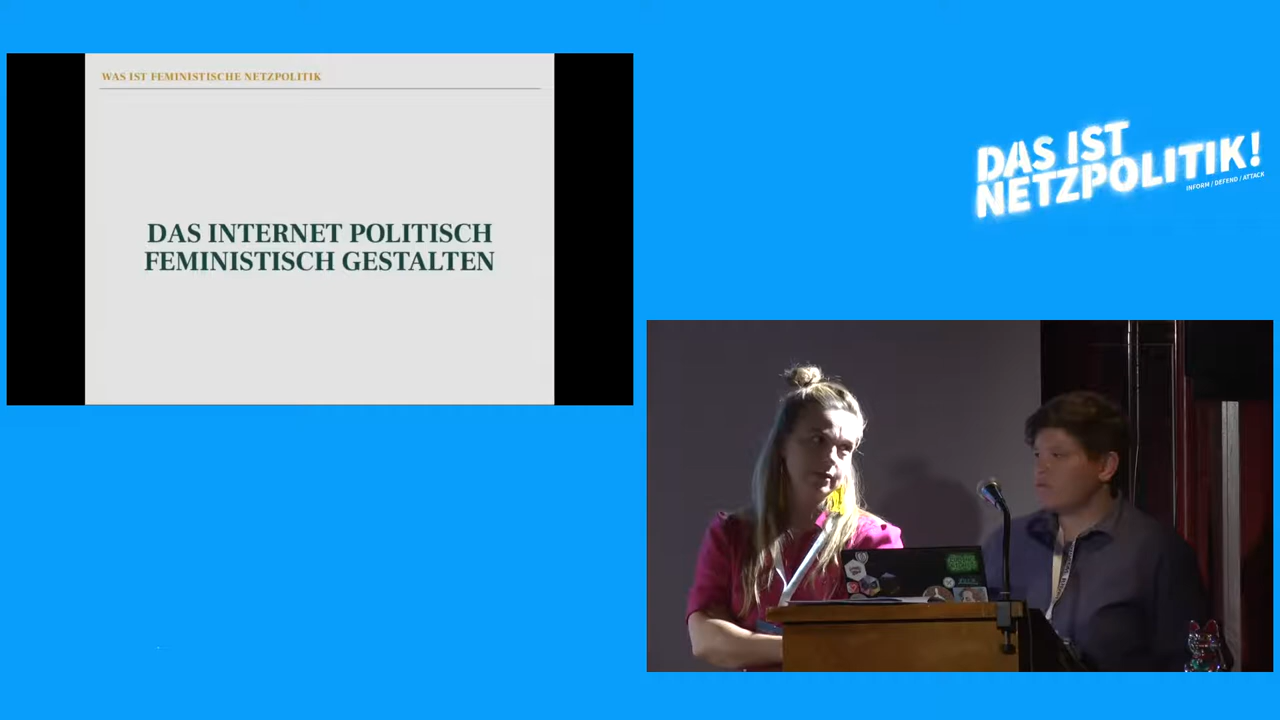 WAS IST FEMINISTISCHE NETZPOLITIK
DAS INTERNET POLITISCH
FEMINISTISCH GESTALTEN
DAS IST
NETZPOLITIK!
INFORM / DEFEND / ATTACK